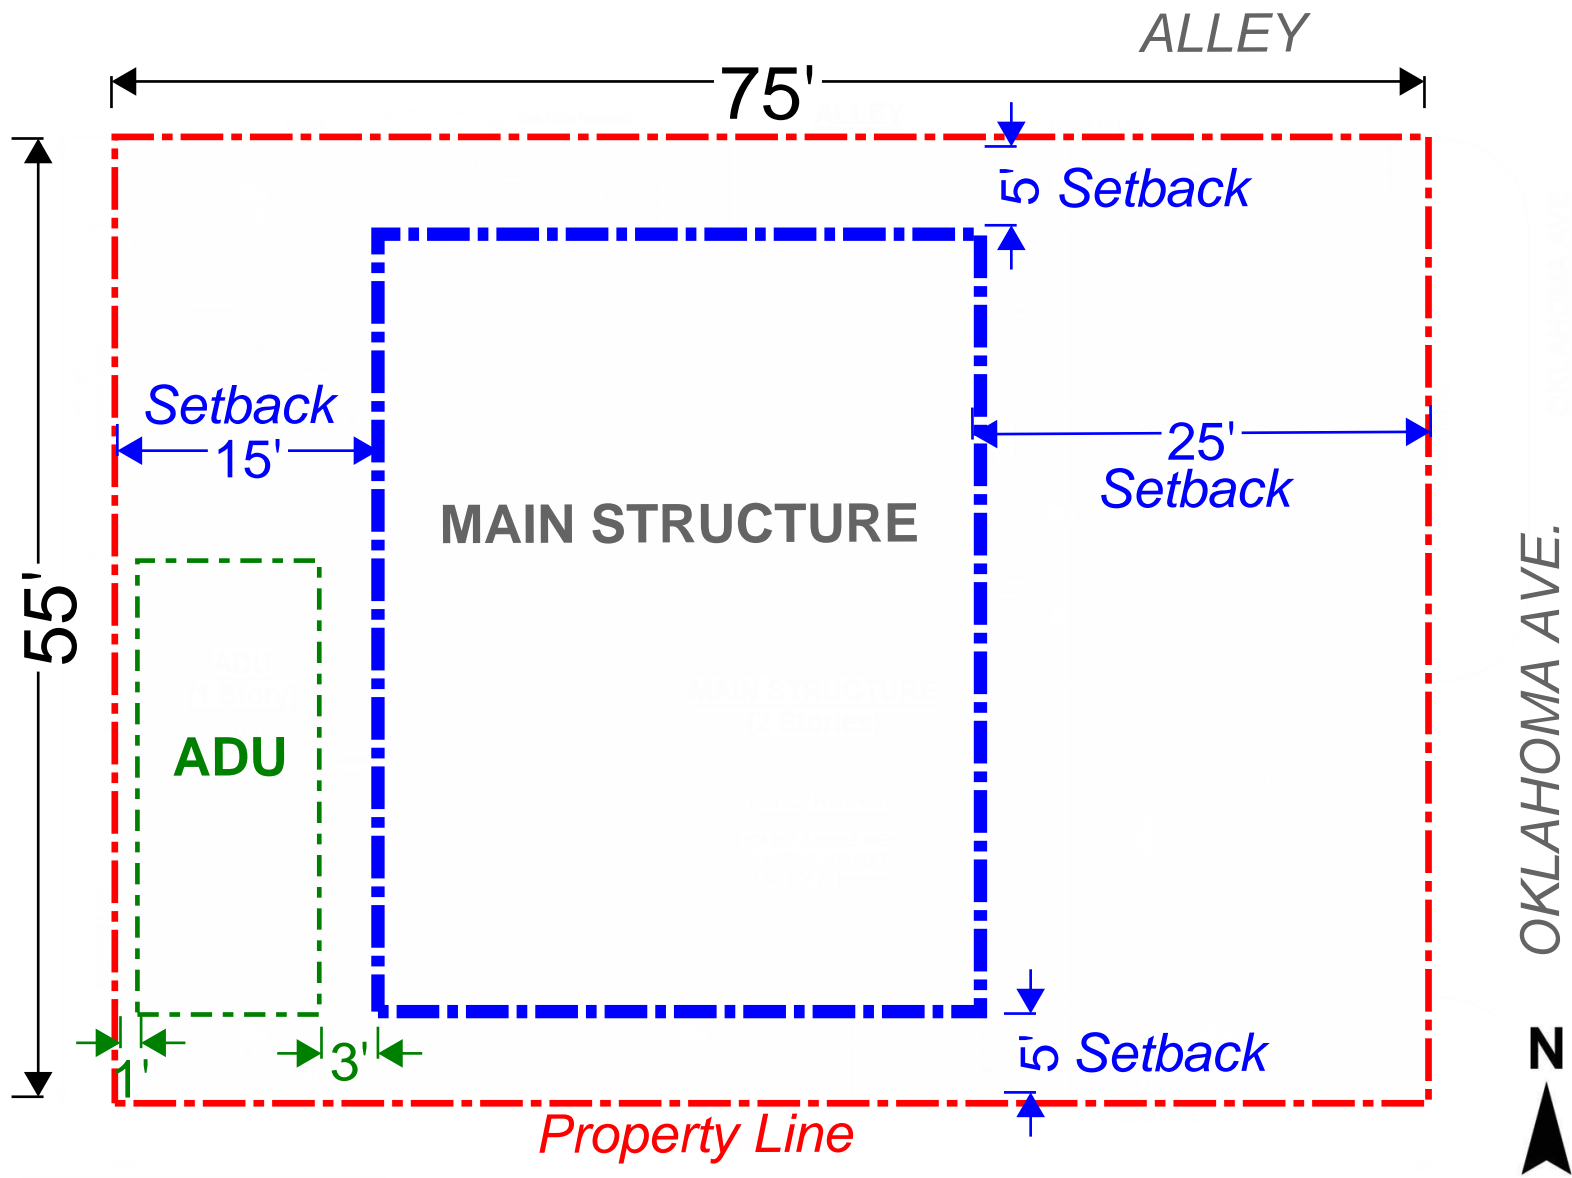 ALLEY
75'
5' Setback
Setback
15'
25'
Setback
MAIN STRUCTURE
55'
OKLAHOMA AVE.
ADU
1'
3'
5' Setback
N
Property Line